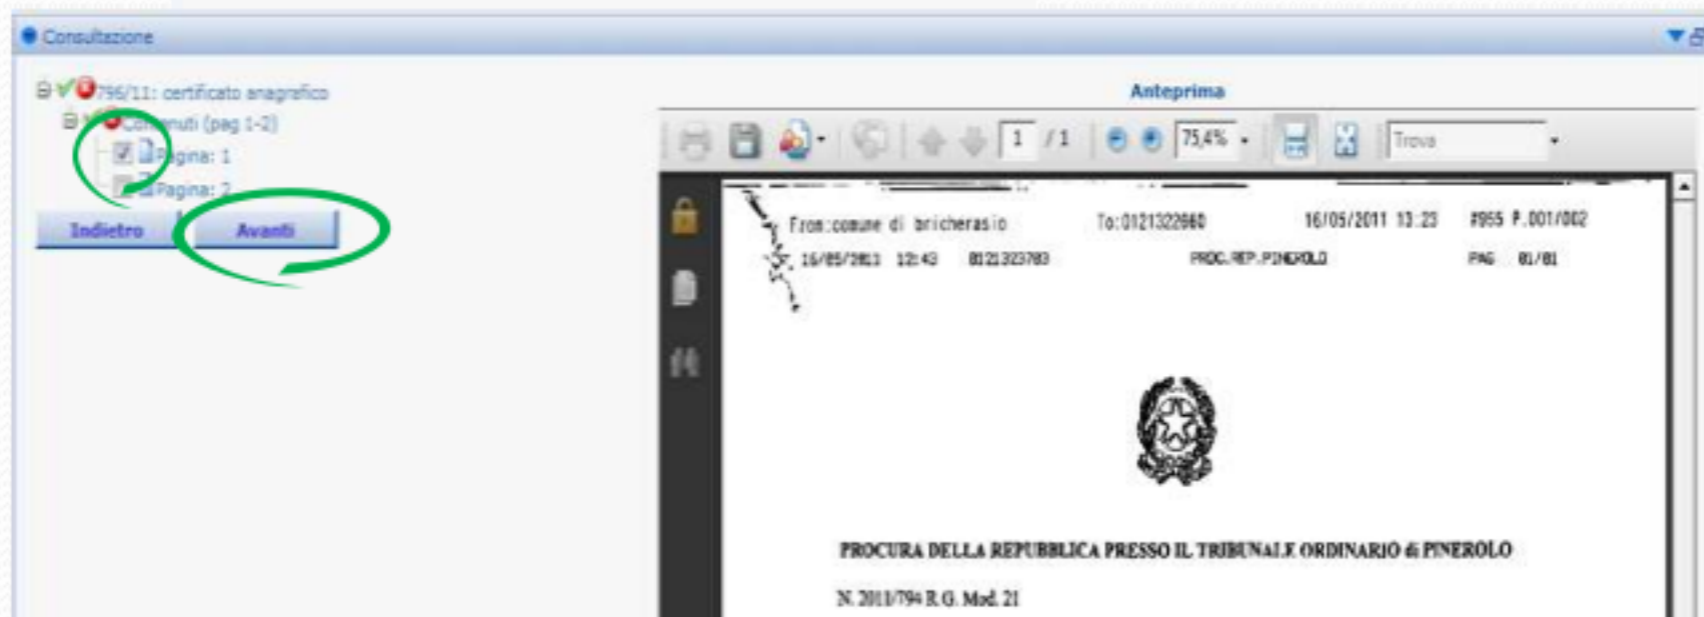 Consultazione
796/11: certificato anagrafico
Contenuti (pag 1-2)
Pagina: 1
Pagina: 2
Indietro Avanti
Anteprima
1 / 1 75,4% Trova
From:comune di bricherasio To:0121322660 16/05/2011 13:23 #955 P.001/002
16/05/2011 12:43 0121323703 PROC.REP.PINEROLO PAG 01/01
PROCURA DELLA REPUBBLICA PRESSO IL TRIBUNALE ORDINARIO di PINEROLO
N. 2011/794 R.G. Mod. 21